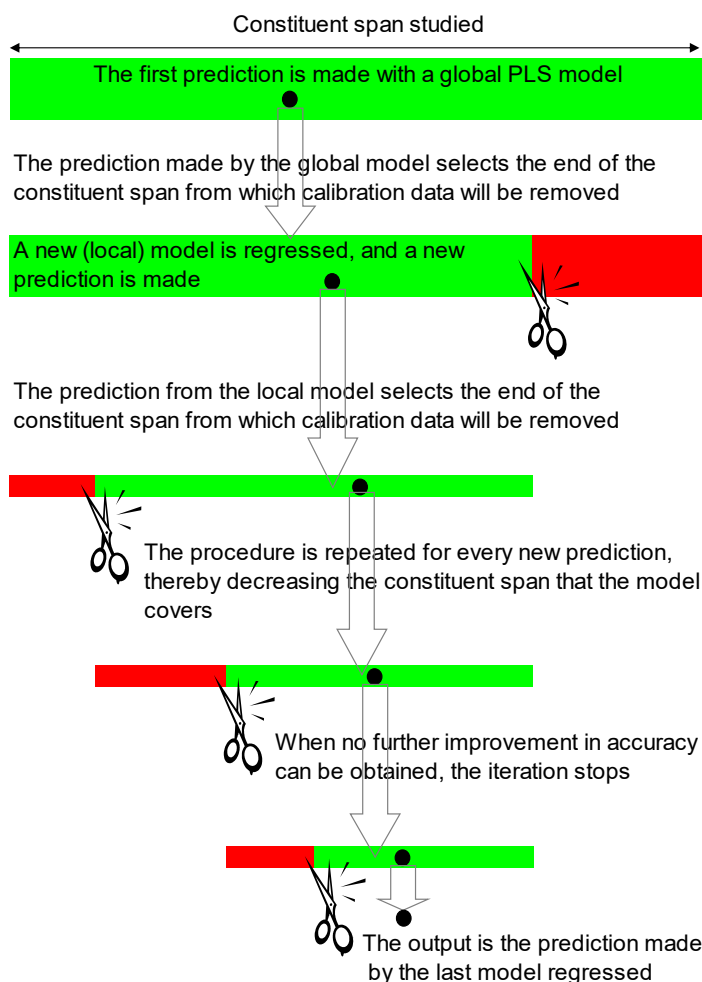 Constituent span studied
The first prediction is made with a global PLS model
The prediction made by the global model selects the end of the
constituent span from which calibration data will be removed
A new (local) model is regressed, and a new
prediction is made
The prediction from the local model selects the end of the
constituent span from which calibration data will be removed
The procedure is repeated for every new prediction,
thereby decreasing the constituent span that the model
covers
When no further improvement in accuracy
can be obtained, the iteration stops
The output is the prediction made
by the last model regressed